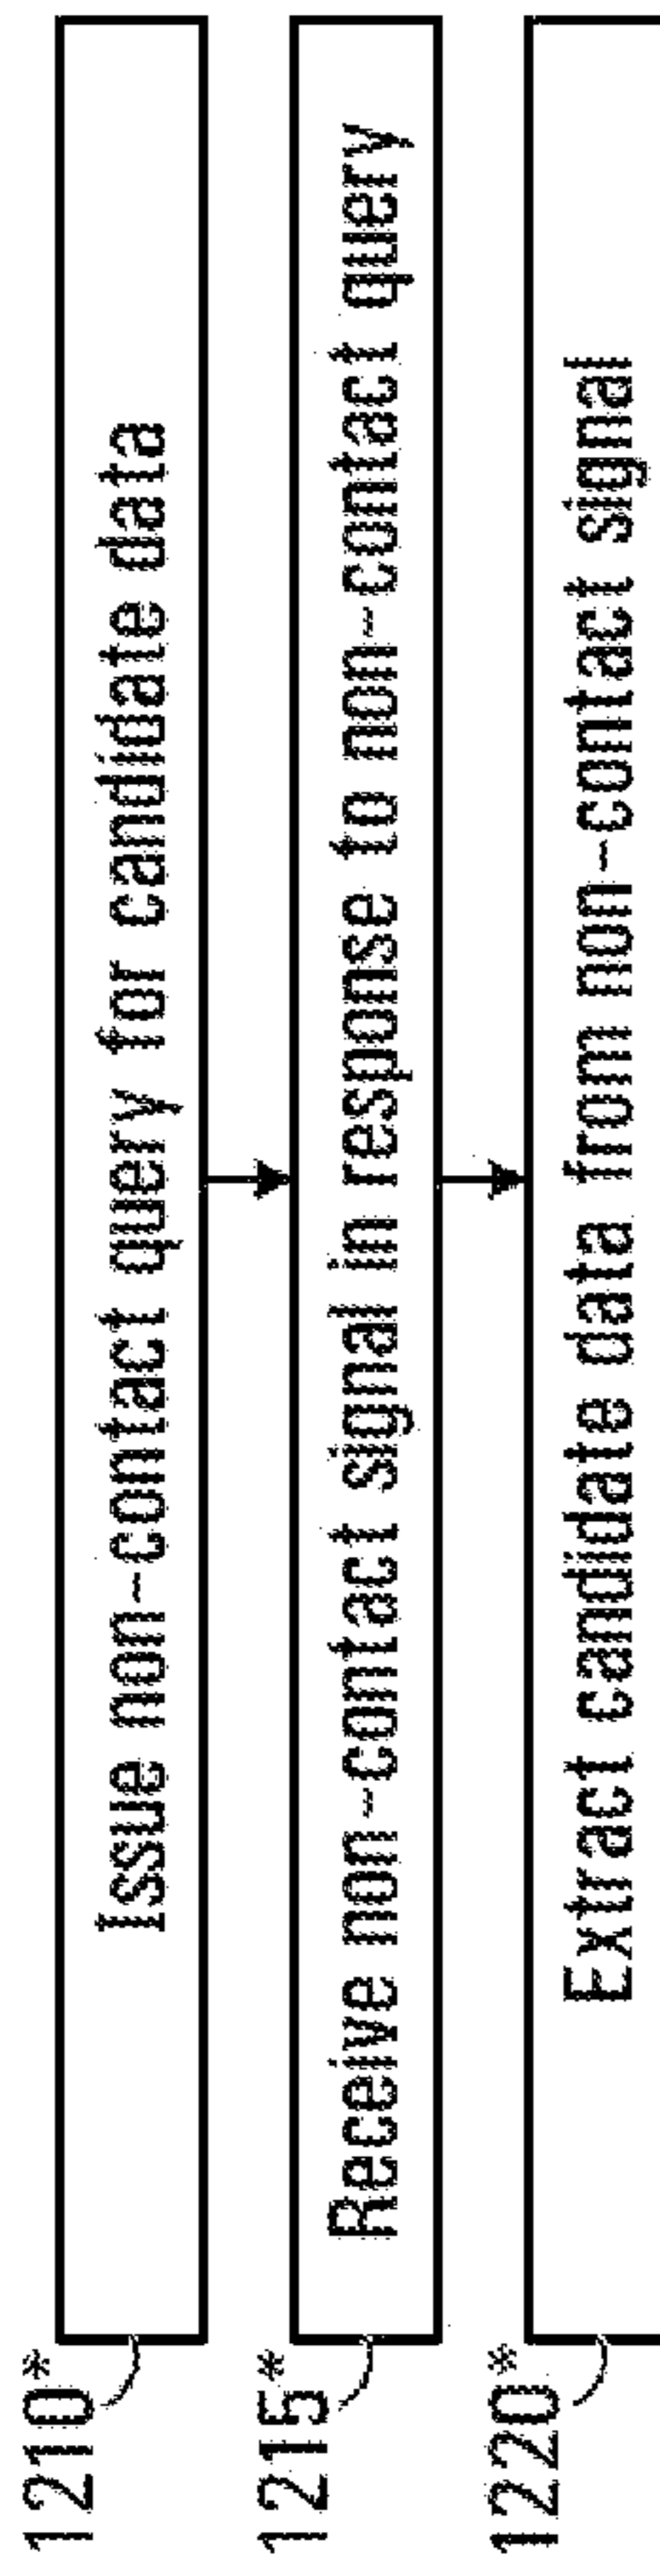 1210*
Issue non-contact query for candidate data
1215*
Receive non-contact signal in response to non-contact query
1220*
Extract candidate data from non-contact signal